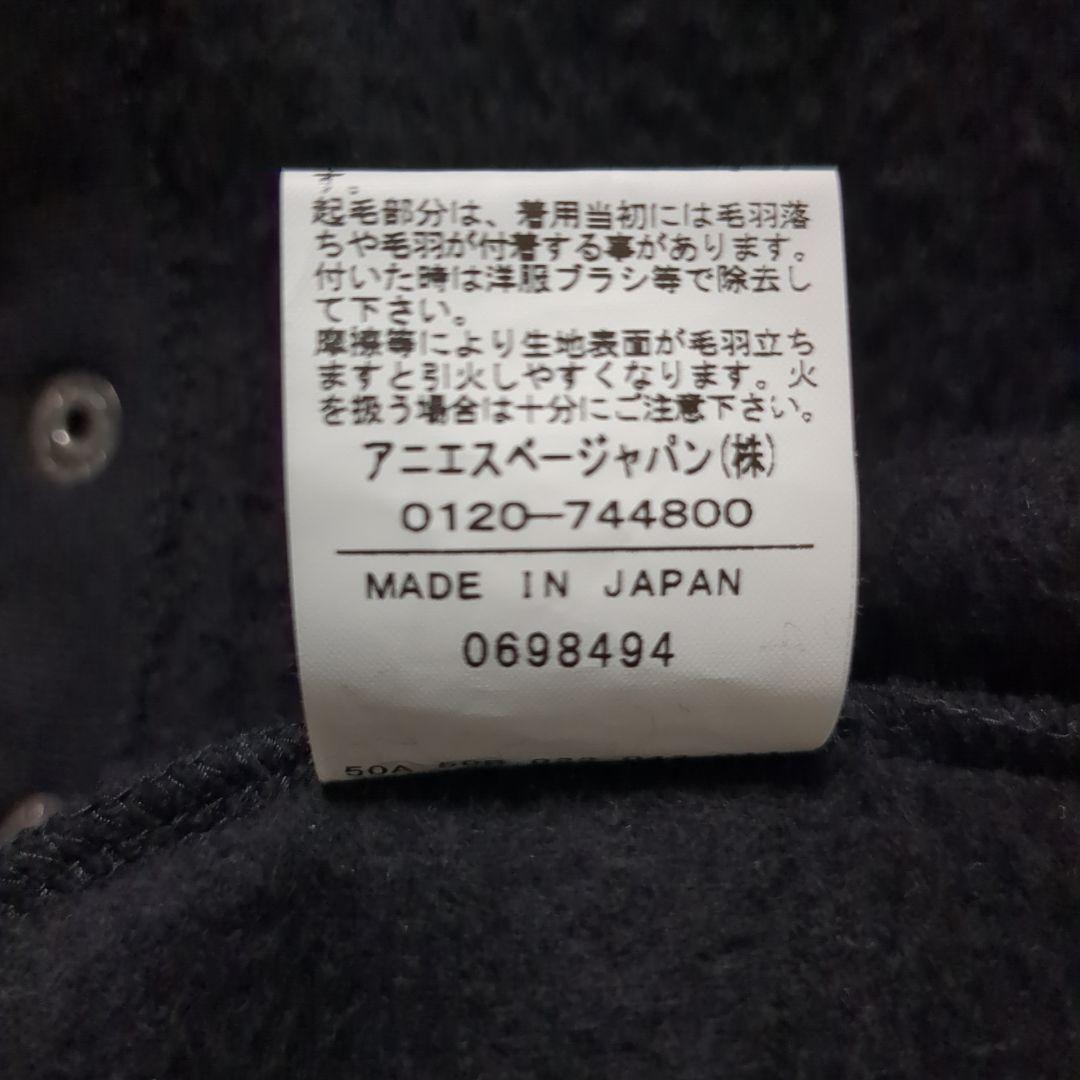 す。
起毛部分は、着用当初には毛羽落
ちや毛羽が付着する事があります。
付いた時は洋服ブラシ等で除去し
て下さい。
摩擦等により生地表面が毛羽立ち
ますと引火しやすくなります。火
を扱う場合は十分にご注意下さい。
アニエスベージャパン(株)
0120-744800
MADE IN JAPAN
0698494
50A